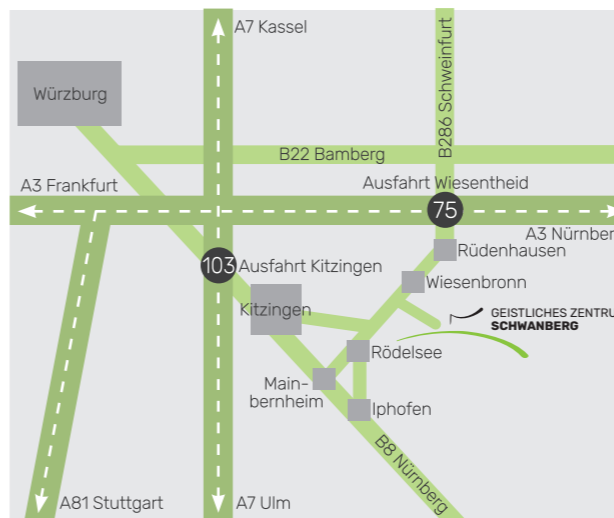 A7 Kassel
B286 Schweinfurt
Würzburg
B22 Bamberg
A3 Frankfurt
Ausfahrt Wiesentheid
75
A3 Nürnber
Rüdenhausen
103
Ausfahrt Kitzingen
Wiesenbronn
Kitzingen
GEISTLICHES ZENTRU
SCHWANBERG
Rödelsee
Main-
bernheim
Iphofen
B8 Nürnberg
A81 Stuttgart
A7 Ulm